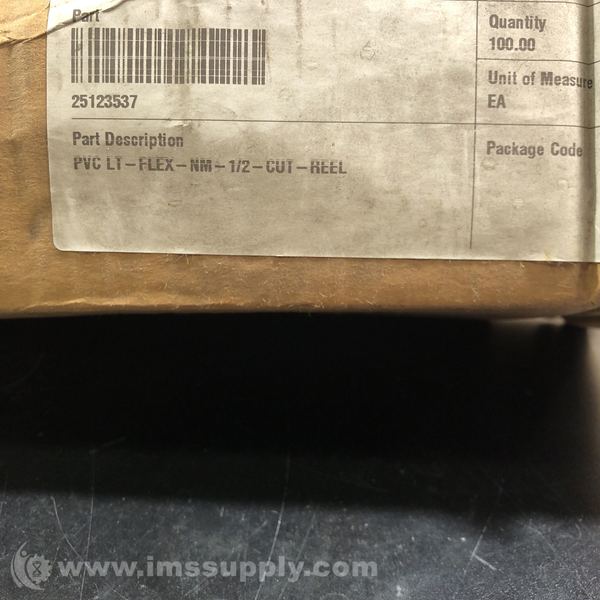 Part
25123537
Part Description
PVC LT-FLEX-NM-1/2-CUT-REEL
Quantity
100.00
Unit of Measure
EA
Package Code
www.imssupply.com